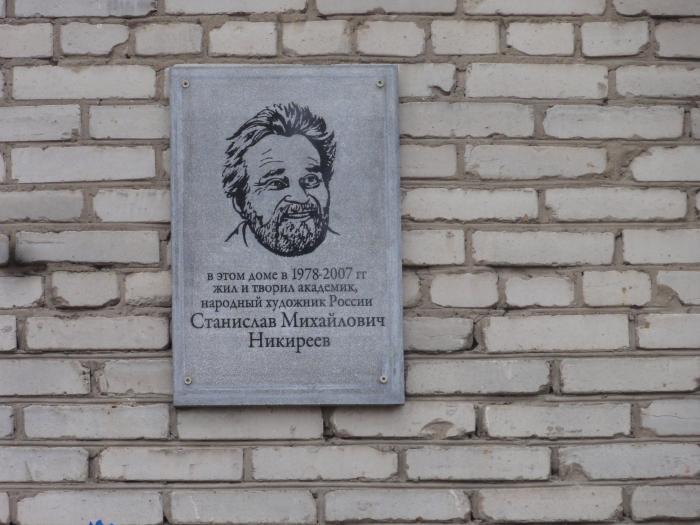 в этом доме в 1978-2007 гг
жил и творил академик,
народный художник России
Станислав Михайлович
Никиреев